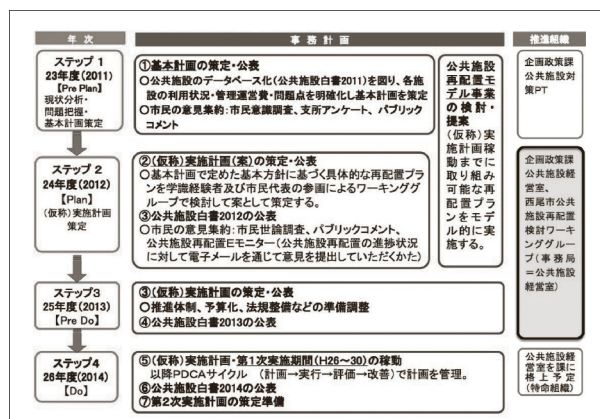 年次
事務計画
推進組織
ステップ 1
23年度(2011)
【Pre Plan】
現状分析・
問題把握・
基本計画策定
①基本計画の策定・公表
○公共施設のデータベース化(公共施設白書2011)を図り、各施
設の利用状況・管理運営費・問題点を明確化し基本計画を策定
○市民の意見集約:市民意識調査、支所アンケート、パブリック
コメント
公共施設
再配置モ
デル事業
の検討・
提案
(仮称)実
施計画稼
動までに
取り組み
可能な再
配置プラ
ンをモデ
ル的に実
施する。
企画政策課
公共施設対
策PT
ステップ 2
24年度(2012)
【Plan】
(仮称)実施計画
策定
②(仮称)実施計画(案)の策定・公表
○基本計画で定めた基本方針に基づく具体的な再配置プ
ランを学識経験者及び市民代表の参画によるワーキング
グループで検討して案として策定する。
③公共施設白書2012の公表
○市民の意見集約:市民世論調査、パブリックコメント、
公共施設再配置Eモニター(公共施設再配置の進捗状況
に対して電子メールを通じて意見を提出していただくかた)
企画政策課
公共施設経
営室、
西尾市公共
施設再配置
検討ワーキ
ンググルー
プ(事務局
=公共施設
経営室)
ステップ3
25年度(2013)
【Pre Do】
③(仮称)実施計画の策定・公表
○推進体制、予算化、法規整備などの準備調整
④公共施設白書2013の公表
ステップ4
26年度(2014)
【Do】
⑤(仮称)実施計画・第1次実施期間(H26~30)の稼動
以降PDCAサイクル (計画→実行→評価→改善)で計画を管理。
⑥公共施設白書2014の公表
⑦第2次実施計画の策定準備
公共施設経
営室を課に
格上予定
(特命組織)